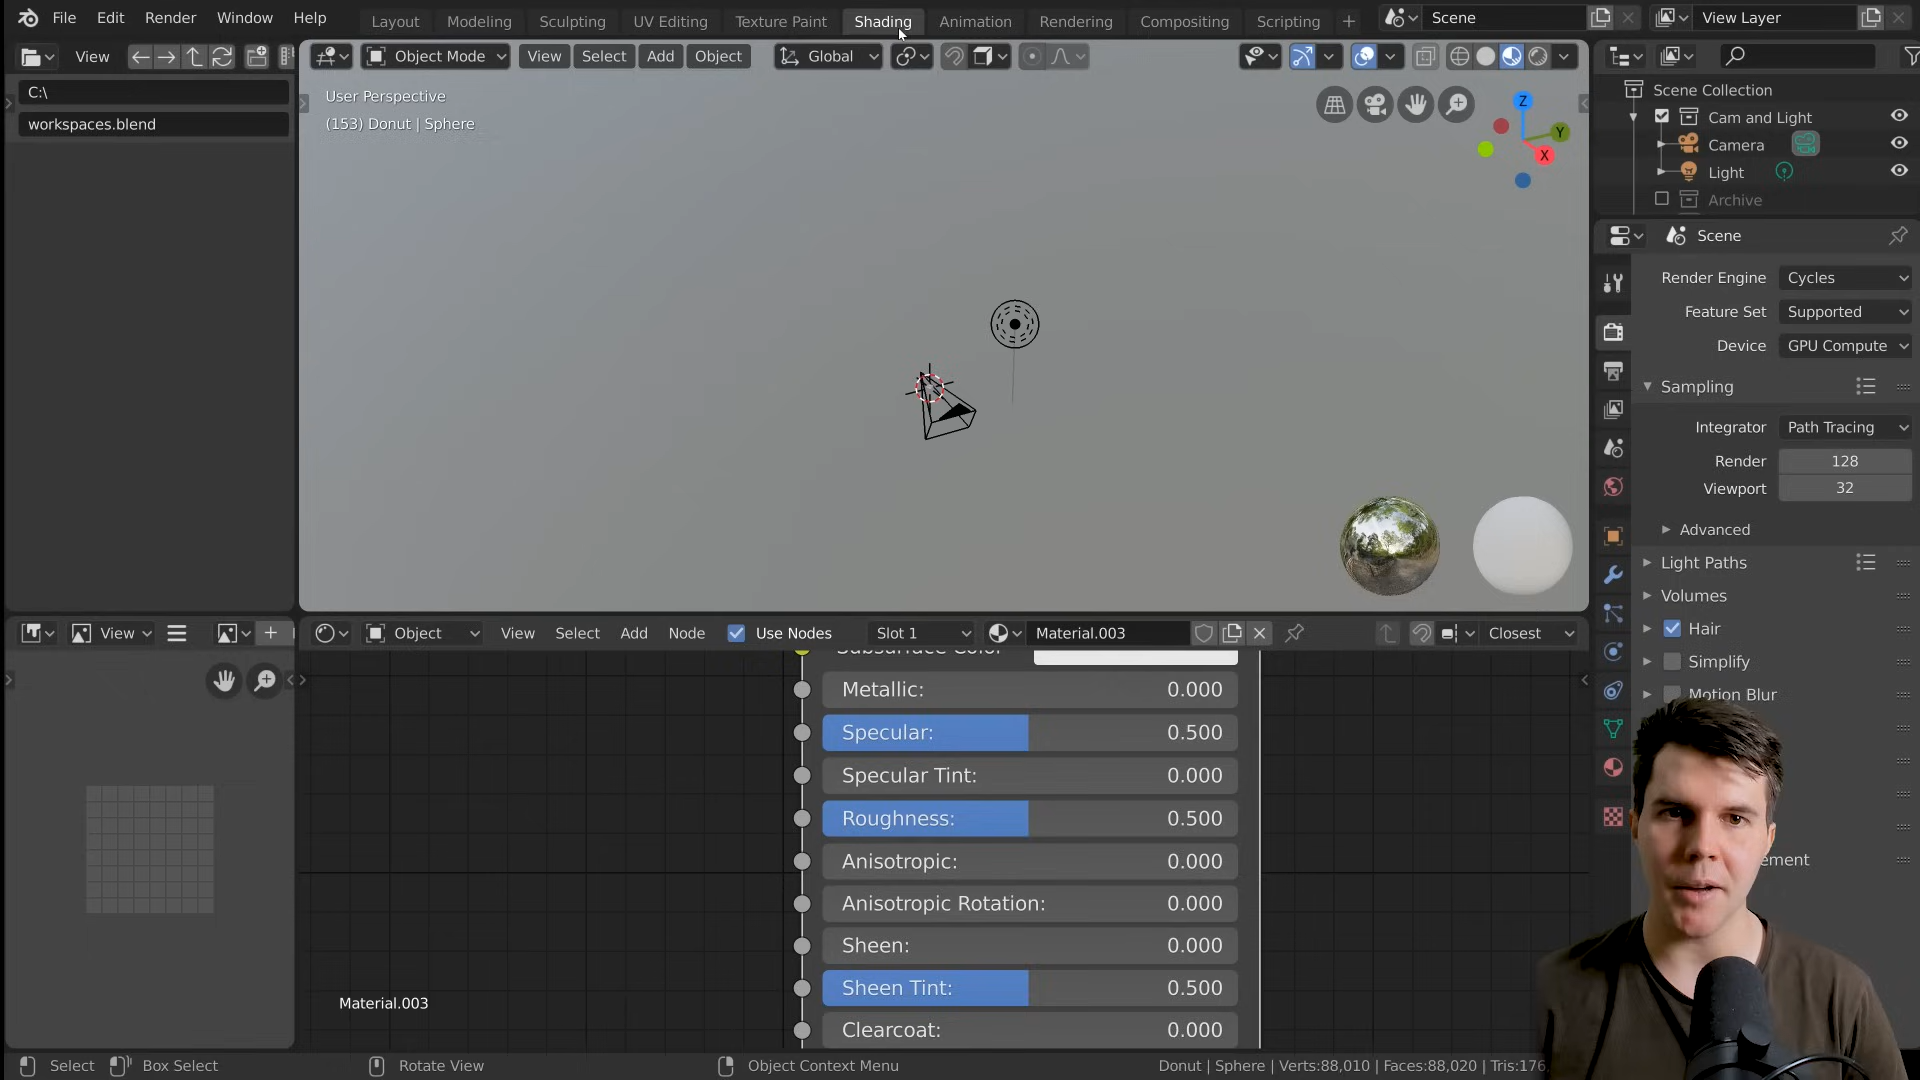 File Edit Render Window Help Layout Modeling Sculpting UV Editing Texture Paint Shading Animation Rendering Compositing Scripting Scene View Layer
View Object Mode View Select Add Object Global
C:\
workspaces.blend
User Perspective
(153) Donut | Sphere
Z
Y
X
Scene Collection
Cam and Light
Camera
Light
Archive
Scene
Render Engine Cycles
Feature Set Supported
Device GPU Compute
Sampling
Integrator Path Tracing
Render 128
Viewport 32
Advanced
Light Paths
Volumes
Hair
Simplify
Motion Blur
ement
View Object View Select Add Node Use Nodes Slot 1 Material.003 Closest
Subsurface Color
Metallic: 0.000
Specular: 0.500
Specular Tint: 0.000
Roughness: 0.500
Anisotropic: 0.000
Anisotropic Rotation: 0.000
Sheen: 0.000
Sheen Tint: 0.500
Clearcoat: 0.000
Material.003
Select Box Select Rotate View Object Context Menu Donut | Sphere | Verts:88,010 | Faces:88,020 | Tris:176,